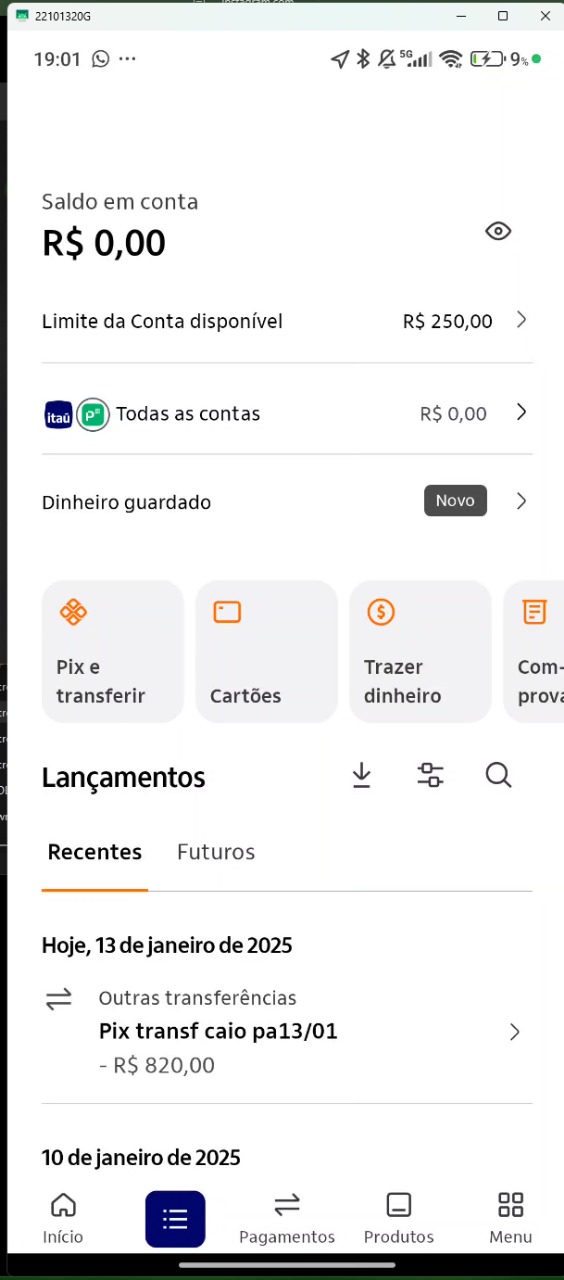 22101320G
19:01
5G
9%
Saldo em conta
R$ 0,00
Limite da Conta disponível R$ 250,00
itaú Todas as contas R$ 0,00
Dinheiro guardado Novo
Pix e
transferir
Cartões
Trazer
dinheiro
Com-
prova
Lançamentos
Recentes Futuros
Hoje, 13 de janeiro de 2025
Outras transferências
Pix transf caio pa13/01
- R$ 820,00
10 de janeiro de 2025
Início Pagamentos Produtos Menu